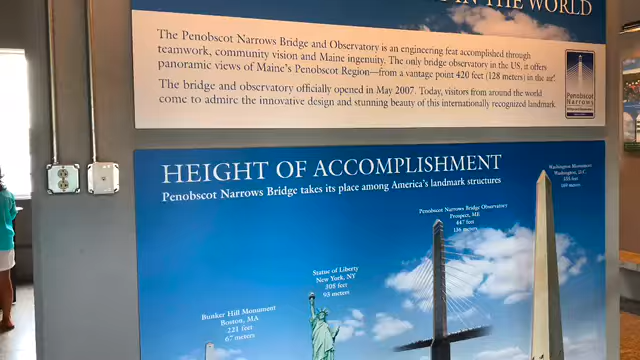 IN THE WORLD
The Penobscot Narrows Bridge and Observatory is an engineering feat accomplished through
teamwork, community vision and Maine ingenuity. The only bridge observatory in the US, it offers
panoramic views of Maine's Penobscot Region—from a vantage point 420 feet (128 meters) in the air.
The bridge and observatory officially opened in May 2007. Today, visitors from around the world
come to admire the innovative design and stunning beauty of this internationally recognized landmark
Penobscot
Narrows
HEIGHT OF ACCOMPLISHMENT
Penobscot Narrows Bridge takes its place among America's landmark structures
Washington Monument
Washington, D.C.
555 feet
169 meters
Penobscot Narrows Bridge Observatory
Prospect, ME
447 feet
136 meters
Statue of Liberty
New York, NY
308 feet
93 meters
Bunker Hill Monument
Boston, MA
221 feet
67 meters